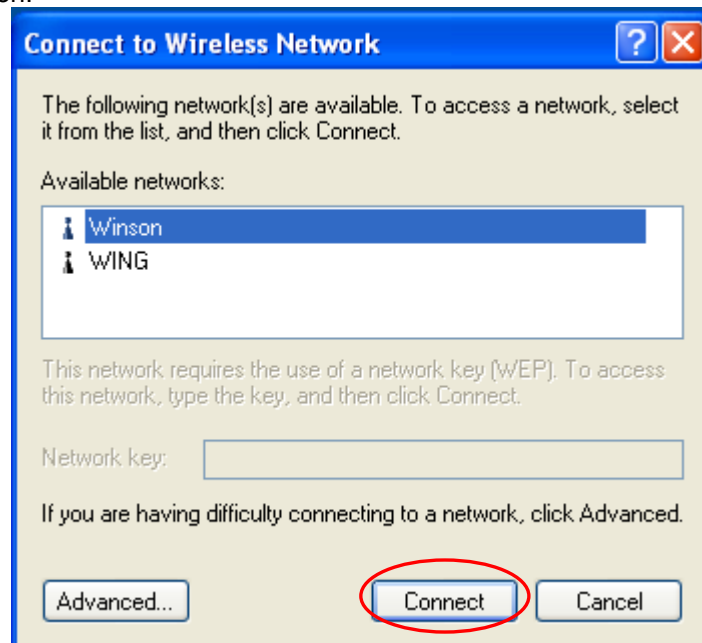 Connect to Wireless Network
The following network(s) are available. To access a network, select
it from the list, and then click Connect.
Available networks:
Winson
WING
This network requires the use of a network key (WEP). To access
this network, type the key, and then click Connect.
Network key:
If you are having difficulty connecting to a network, click Advanced.
Advanced... Connect Cancel